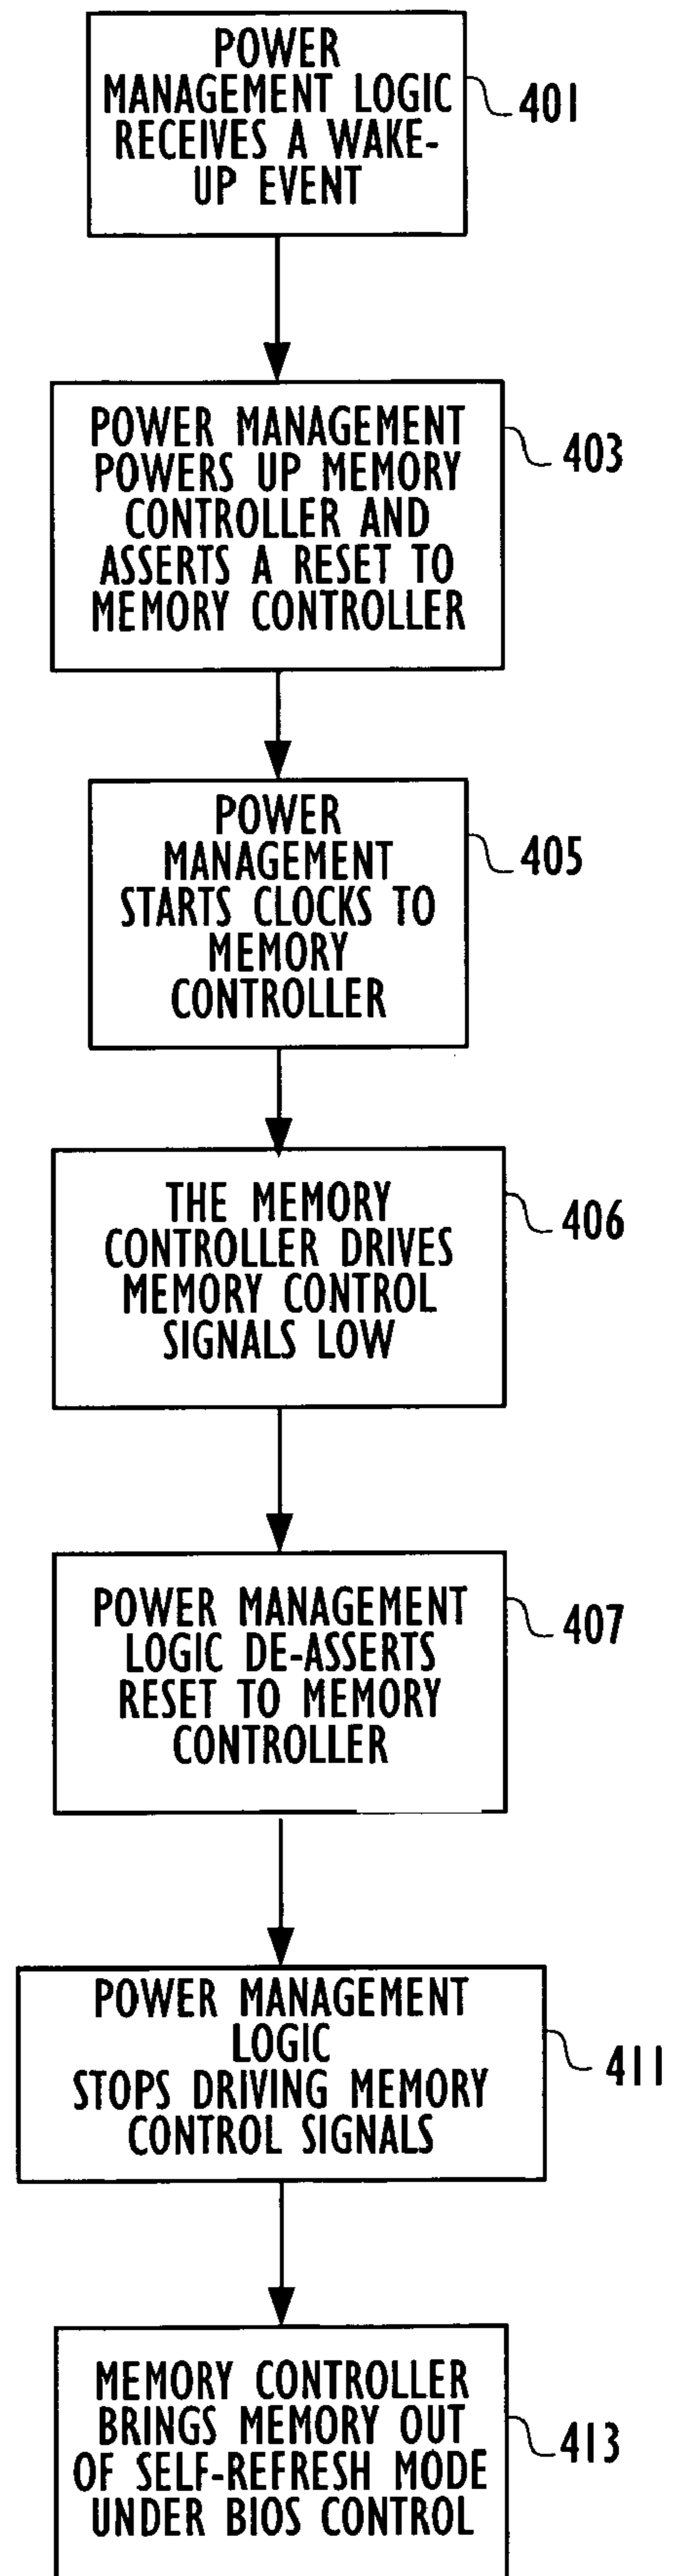 POWER
MANAGEMENT LOGIC
RECEIVES A WAKE-
UP EVENT
401
POWER MANAGEMENT
POWERS UP MEMORY
CONTROLLER AND
ASSERTS A RESET TO
MEMORY CONTROLLER
403
POWER
MANAGEMENT
STARTS CLOCKS TO
MEMORY
CONTROLLER
405
THE MEMORY
CONTROLLER DRIVES
MEMORY CONTROL
SIGNALS LOW
406
POWER MANAGEMENT
LOGIC DE-ASSERTS
RESET TO MEMORY
CONTROLLER
407
POWER MANAGEMENT
LOGIC
STOPS DRIVING MEMORY
CONTROL SIGNALS
411
MEMORY CONTROLLER
BRINGS MEMORY OUT
OF SELF-REFRESH MODE
UNDER BIOS CONTROL
413